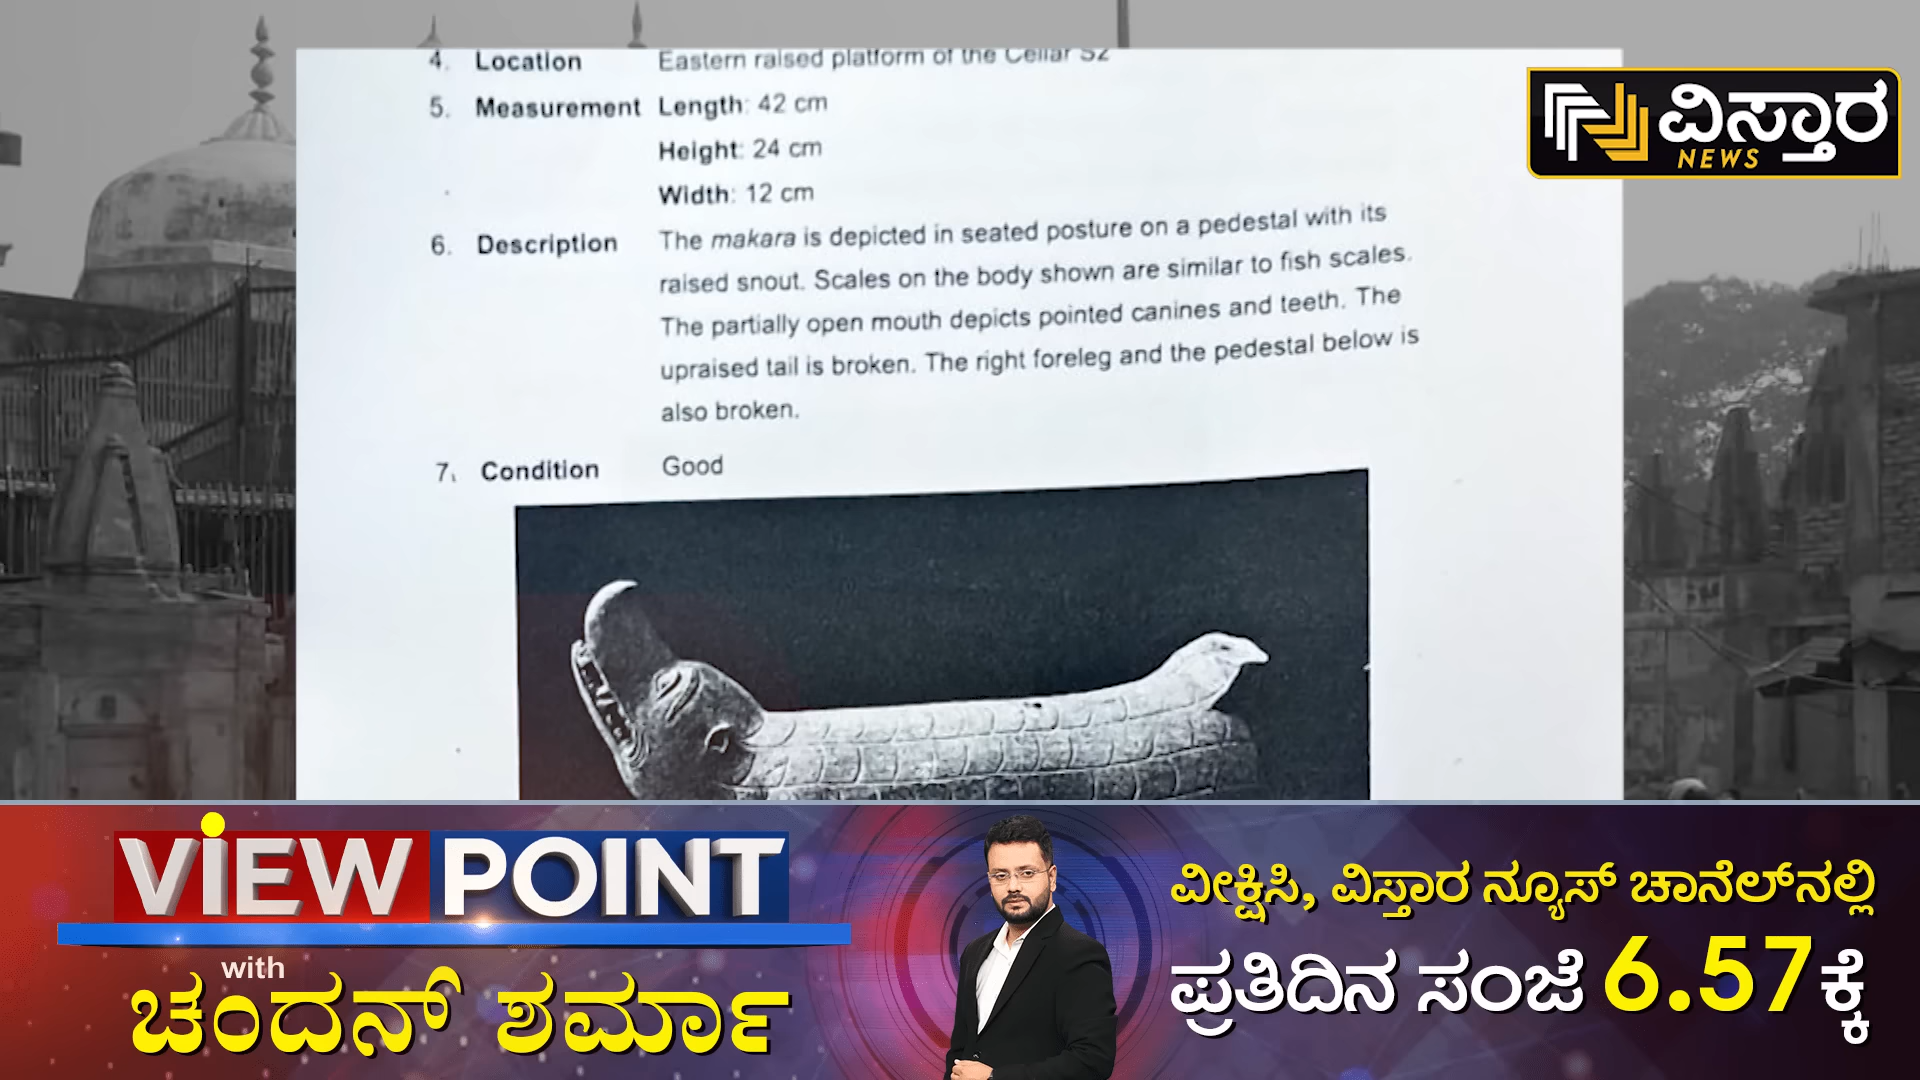 4. Location Eastern raised platform of the Cellar S2
5. Measurement Length: 42 cm
Height: 24 cm
Width: 12 cm
6. Description The makara is depicted in seated posture on a pedestal with its
raised snout. Scales on the body shown are similar to fish scales.
The partially open mouth depicts pointed canines and teeth. The
upraised tail is broken. The right foreleg and the pedestal below is
also broken.
7. Condition Good
ವಿಸ್ತಾರ
NEWS
VIEW POINT
with
ಚಂದನ್ ಶರ್ಮಾ
ವೀಕ್ಷಿಸಿ, ವಿಸ್ತಾರ ನ್ಯೂಸ್ ಚಾನೆಲ್‌ನಲ್ಲಿ
ಪ್ರತಿದಿನ ಸಂಜೆ 6.57ಕ್ಕೆ